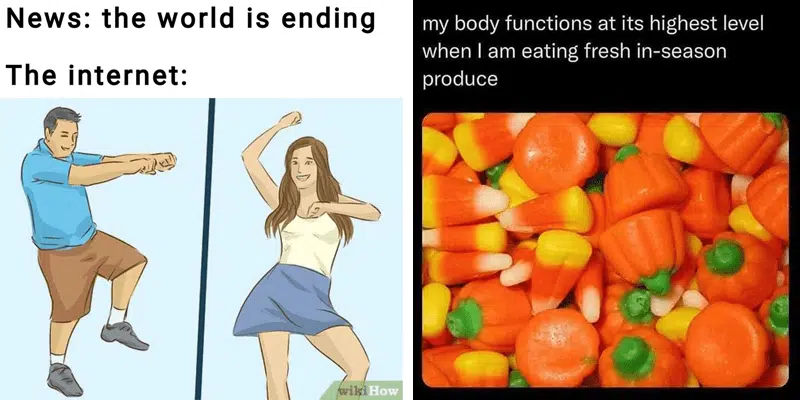 News: the world is ending
The internet:
wikiHow
my body functions at its highest level
when I am eating fresh in-season
produce